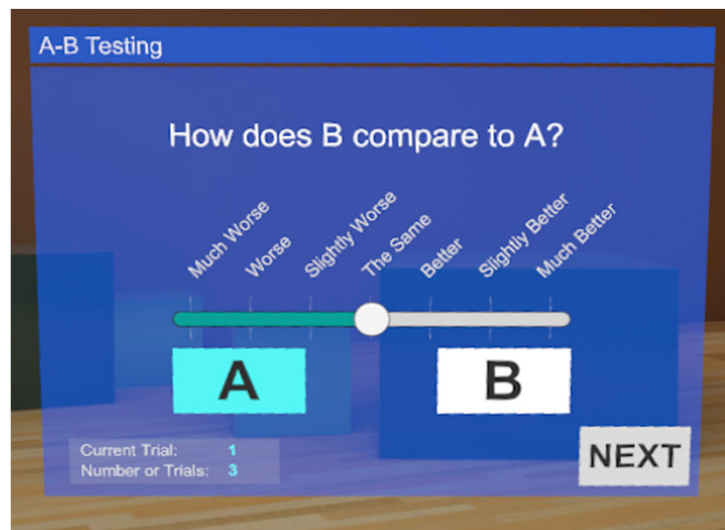 A-B Testing
How does B compare to A?
Much Worse
Worse
Slightly Worse
The Same
Better
Slightly Better
Much Better
A
B
Current Trial: 1
Number or Trials: 3
NEXT